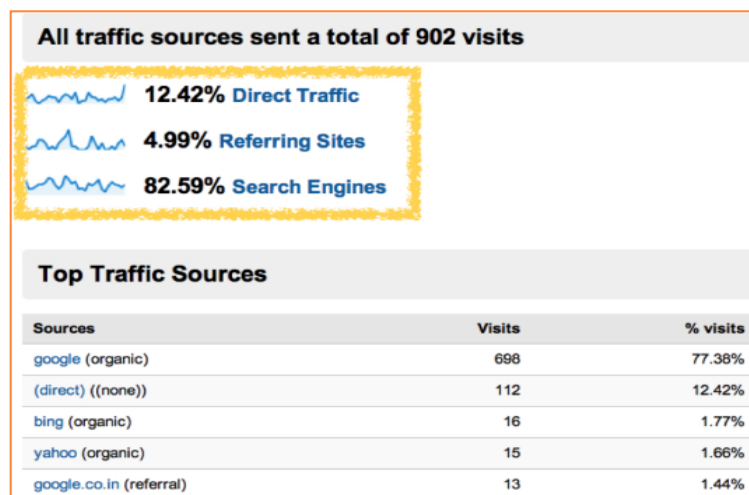 All traffic sources sent a total of 902 visits
12.42% Direct Traffic
4.99% Referring Sites
82.59% Search Engines
Top Traffic Sources
Sources Visits % visits
google (organic) 698 77.38%
(direct) ((none)) 112 12.42%
bing (organic) 16 1.77%
yahoo (organic) 15 1.66%
google.co.in (referral) 13 1.44%